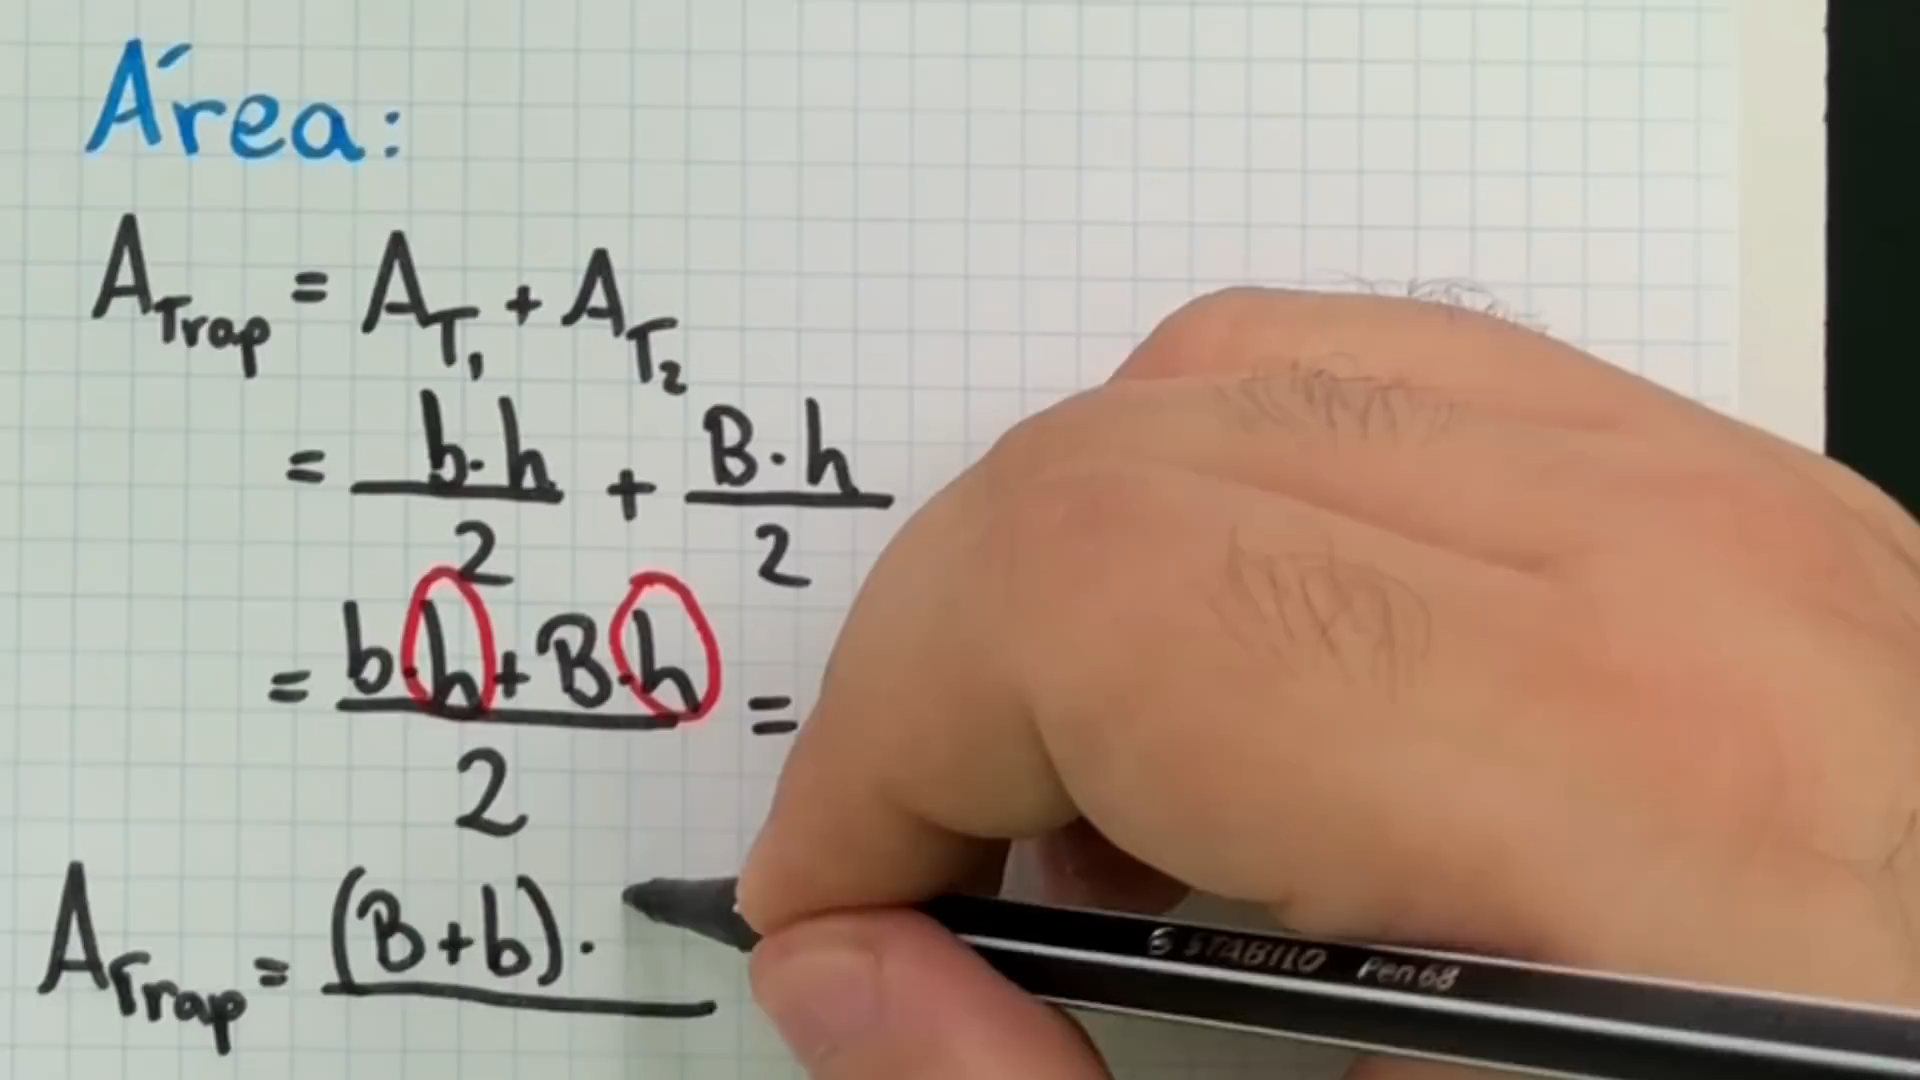 Área:
A_Trap = A_T₁ + A_T₂
= b·h/2 + B·h/2
= b·h + B·h/2 =
A_Trap = (B+b)·
STABILO Pen 68